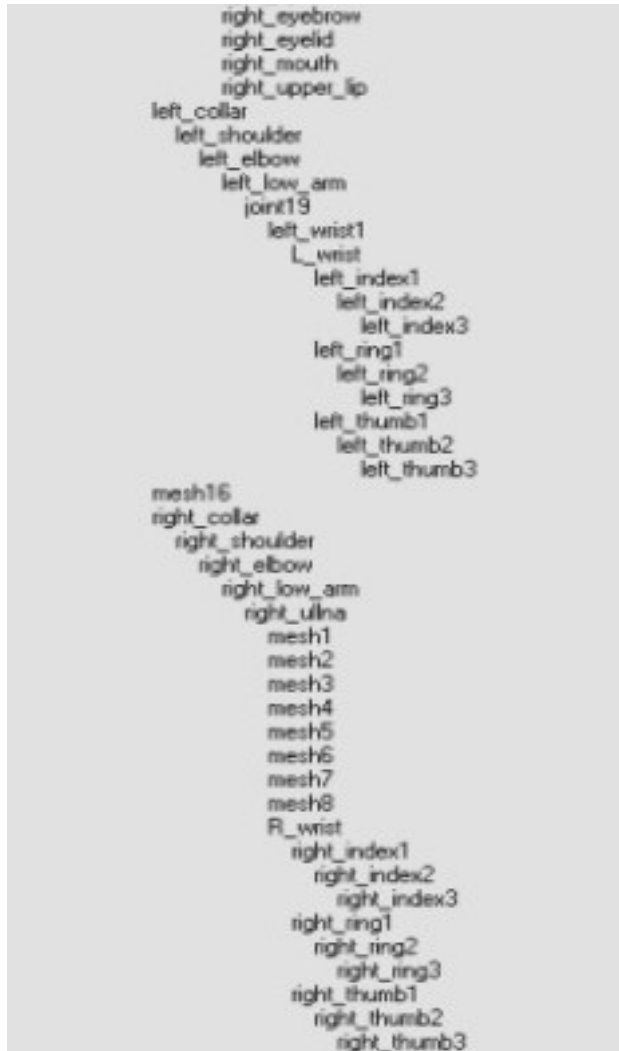 right_eyebrow
right_eyelid
right_mouth
right_upper_lip
left_collar
left_shoulder
left_elbow
left_low_arm
joint19
left_wrist1
L_wrist
left_index1
left_index2
left_index3
left_ring1
left_ring2
left_ring3
left_thumb1
left_thumb2
left_thumb3
mesh16
right_collar
right_shoulder
right_elbow
right_low_arm
right_ullna
mesh1
mesh2
mesh3
mesh4
mesh5
mesh6
mesh7
mesh8
R_wrist
right_index1
right_index2
right_index3
right_ring1
right_ring2
right_ring3
right_thumb1
right_thumb2
right_thumb3